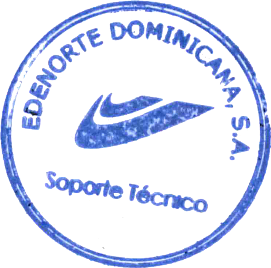 EDENORTE DOMINICANA, S.A.
Soporte Técnico